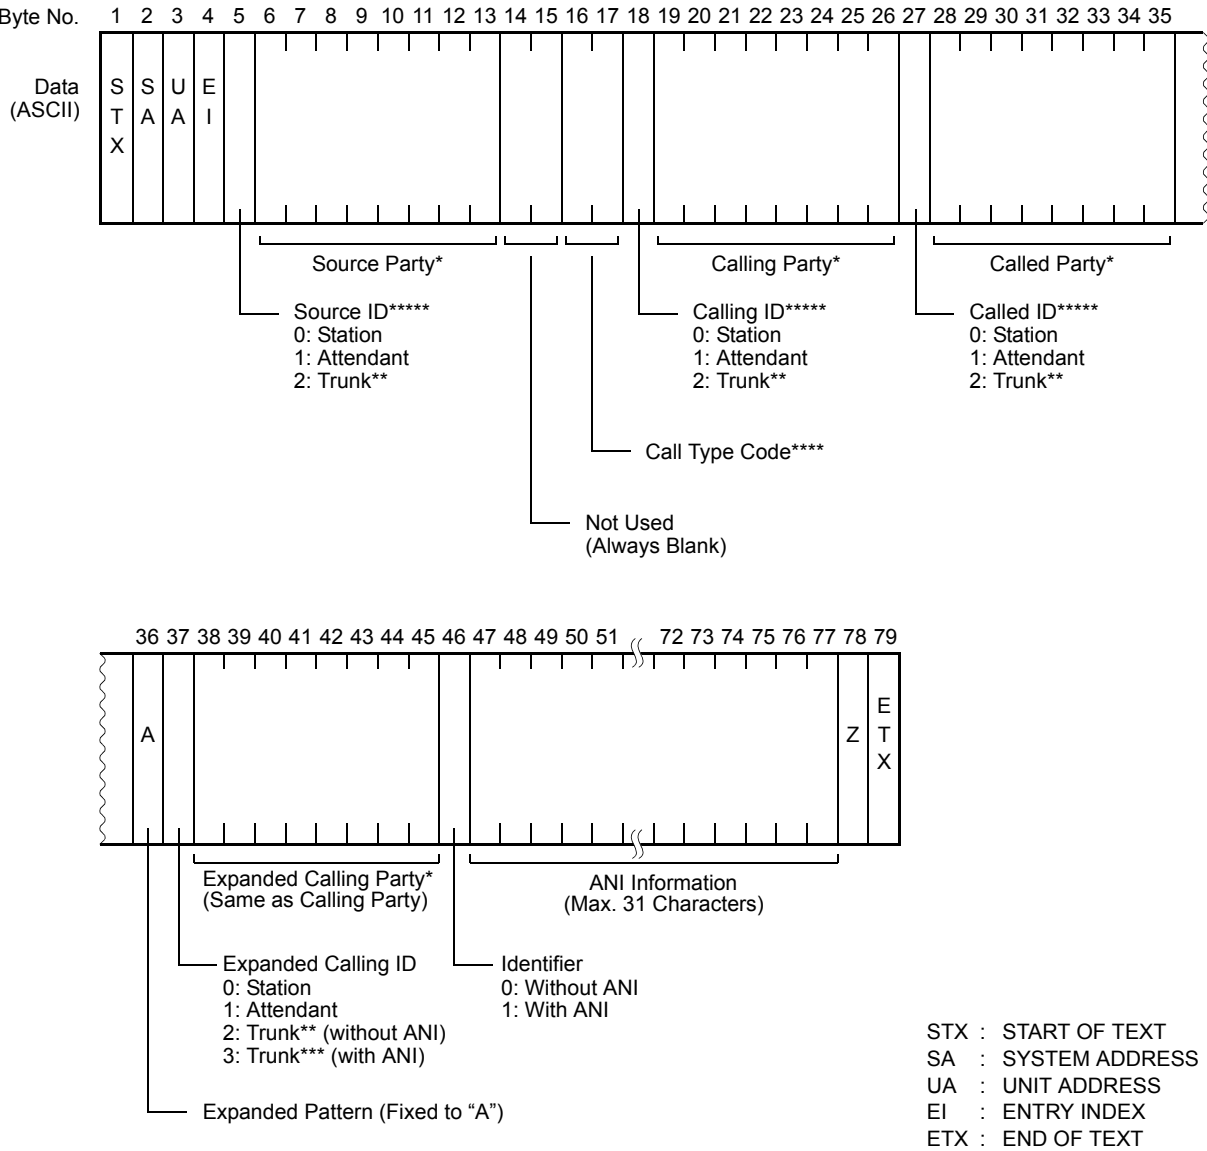 Byte No. 1 2 3 4 5 6 7 8 9 10 11 12 13 14 15 16 17 18 19 20 21 22 23 24 25 26 27 28 29 30 31 32 33 34 35
Data
(ASCII)
STX
SA
UA
EI
Source Party*
Calling Party*
Called Party*
Source ID*****
0: Station
1: Attendant
2: Trunk**
Calling ID*****
0: Station
1: Attendant
2: Trunk**
Called ID*****
0: Station
1: Attendant
2: Trunk**
Call Type Code****
Not Used
(Always Blank)
36 37 38 39 40 41 42 43 44 45 46 47 48 49 50 51 72 73 74 75 76 77 78 79
A
Z
ETX
Expanded Calling Party*
(Same as Calling Party)
ANI Information
(Max. 31 Characters)
Expanded Calling ID
0: Station
1: Attendant
2: Trunk** (without ANI)
3: Trunk*** (with ANI)
Identifier
0: Without ANI
1: With ANI
Expanded Pattern (Fixed to “A”)
STX : START OF TEXT
SA : SYSTEM ADDRESS
UA : UNIT ADDRESS
EI : ENTRY INDEX
ETX : END OF TEXT